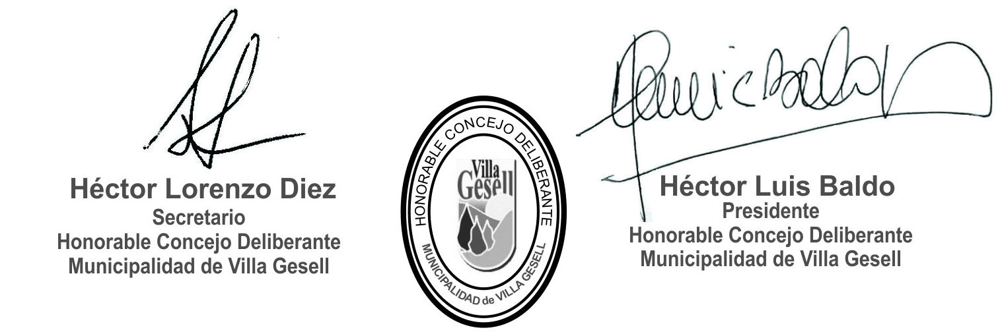 Héctor Lorenzo Diez
Secretario
Honorable Concejo Deliberante
Municipalidad de Villa Gesell
HONORABLE CONCEJO DELIBERANTE
Villa
Gesell
MUNICIPALIDAD de VILLA GESELL
Héctor Luis Baldo
Presidente
Honorable Concejo Deliberante
Municipalidad de Villa Gesell